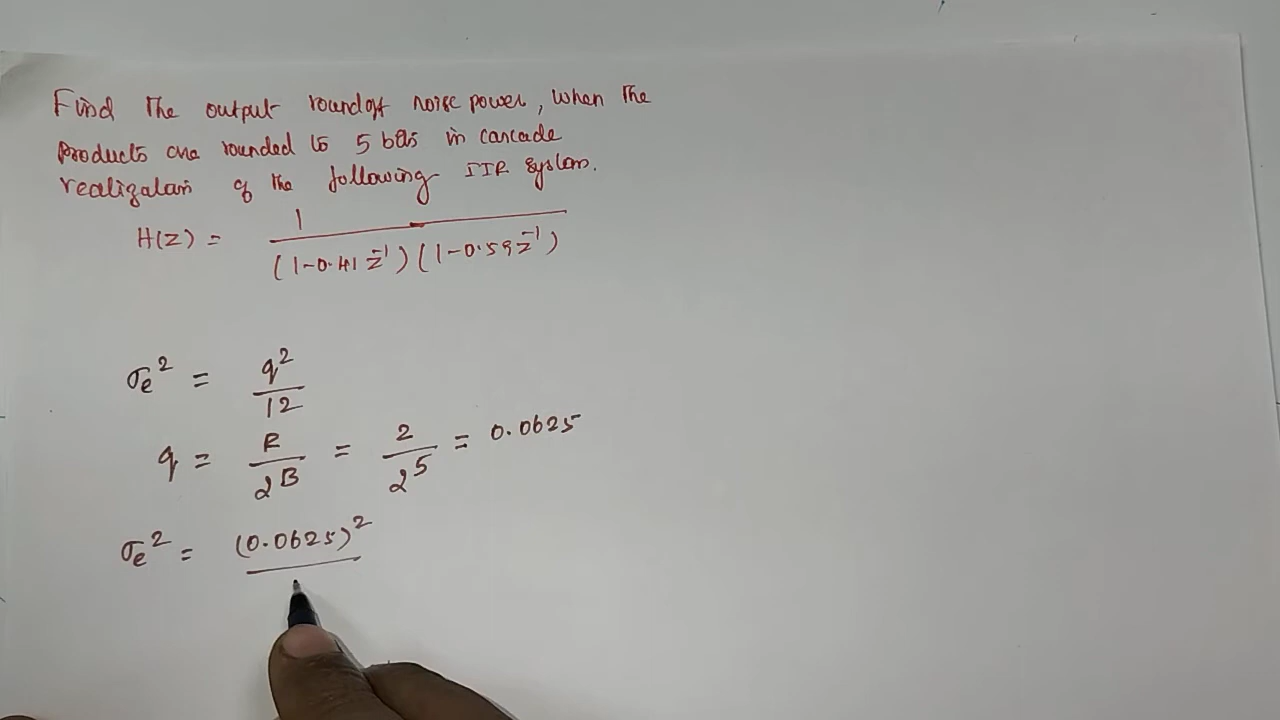 Find The output roundoff noise power, when the
products are rounded to 5 bits in cascade
realization of the following IIR system.
H(z) = 1 / (1-0.41 z⁻¹) (1-0.59 z⁻¹)
σe² = q² / 12
q = R / 2^B = 2 / 2^5 = 0.0625
σe² = (0.0625)²